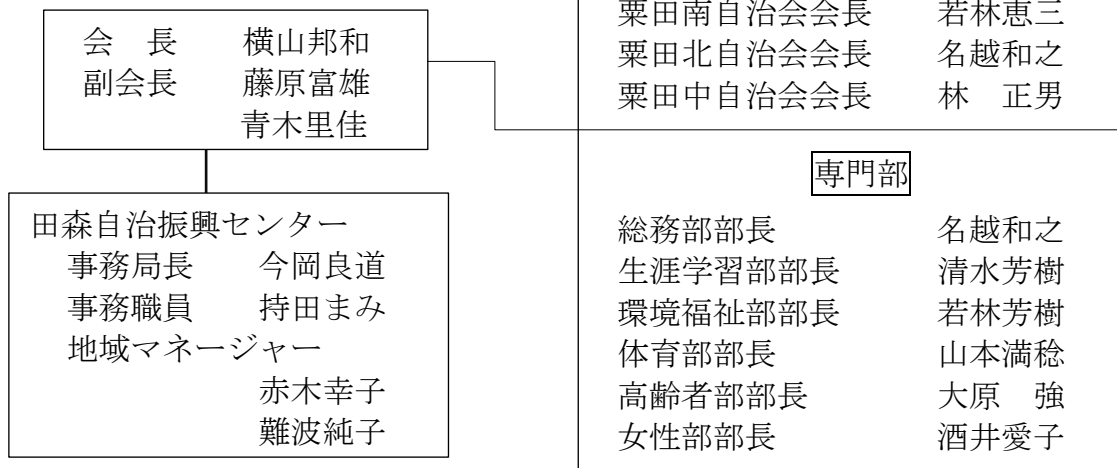 会　長　　横山邦和
副会長　　藤原富雄
青木里佳
田森自治振興センター
事務局長　　今岡良道
事務職員　　持田まみ
地域マネージャー
赤木幸子
難波純子
粟田南自治会会長　　若林恵三
粟田北自治会会長　　名越和之
粟田中自治会会長　　林　正男
専門部
総務部部長　　名越和之
生涯学習部部長　　清水芳樹
環境福祉部部長　　若林芳樹
体育部部長　　山本満稔
高齢者部部長　　大原　強
女性部部長　　酒井愛子